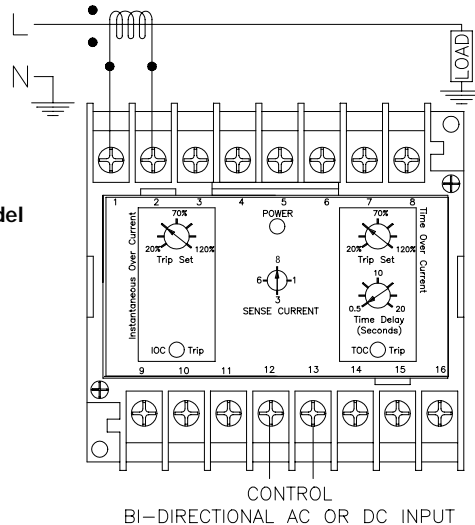 L
N
LOAD
del
1 2 3 4 5 6 7 8
Instantaneous Over Current
70%
20% 120%
Trip Set
IOC Trip
POWER
8
6 1
3
SENSE CURRENT
Time Over Current
70%
20% 120%
Trip Set
10
0.5 20
Time Delay
(Seconds)
TOC Trip
9 10 11 12 13 14 15 16
CONTROL
BI-DIRECTIONAL AC OR DC INPUT